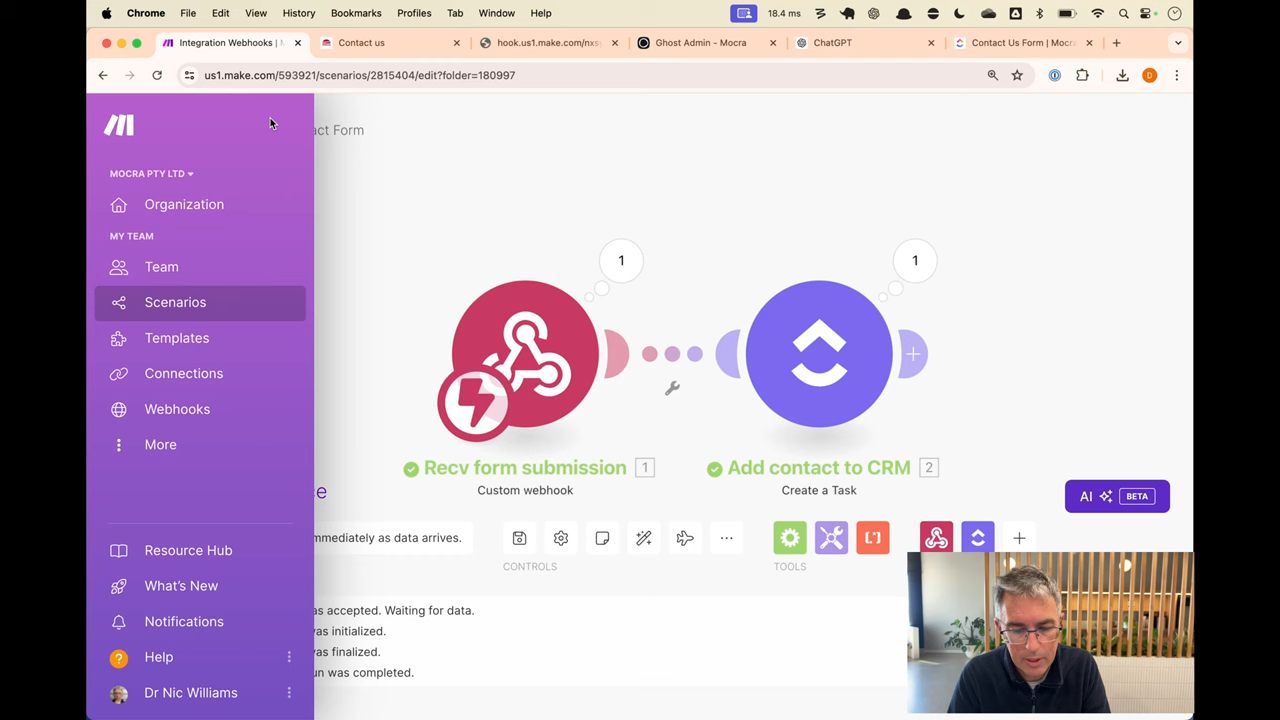 Chrome File Edit View History Bookmarks Profiles Tab Window Help 18.4 ms
Integration Webhooks | Contact us hook.us1.make.com/nxs Ghost Admin - Mocra ChatGPT Contact Us Form | Mocra
us1.make.com/593921/scenarios/2815404/edit?folder=180997 D
act Form
MOCRA PTY LTD
Organization
MY TEAM
Team
Scenarios
Templates
Connections
Webhooks
More
Resource Hub
What's New
Notifications
Help
Dr Nic Williams
1
1
Recv form submission 1
Custom webhook
Add contact to CRM 2
Create a Task
AI BETA
mmediately as data arrives.
CONTROLS
TOOLS
as accepted. Waiting for data.
was initialized.
was finalized.
un was completed.